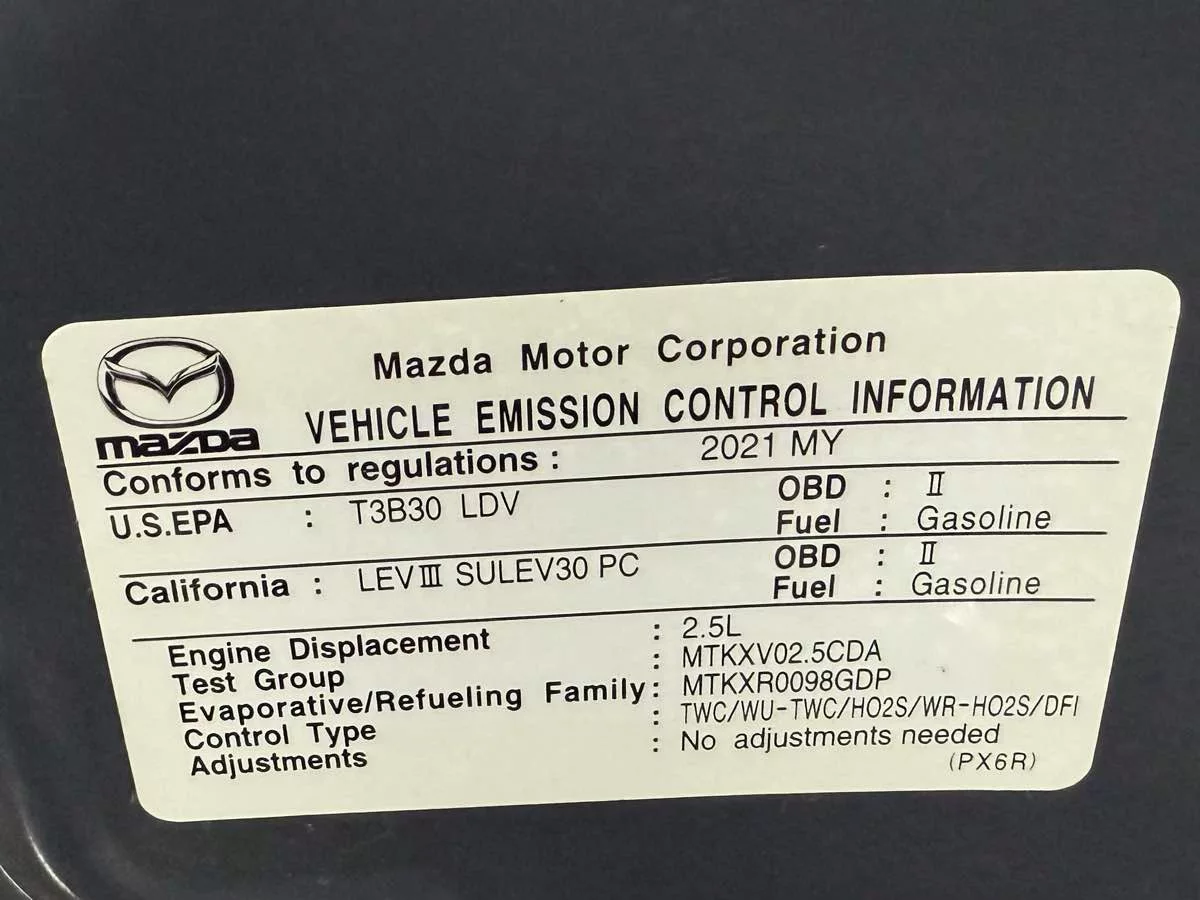 mazda
Mazda Motor Corporation
VEHICLE EMISSION CONTROL INFORMATION
Conforms to regulations : 2021 MY
U.S.EPA : T3B30 LDV OBD : II
Fuel : Gasoline
California : LEV III SULEV30 PC OBD : II
Fuel : Gasoline
Engine Displacement : 2.5L
Test Group : MTKXV02.5CDA
Evaporative/Refueling Family : MTKXR0098GDP
Control Type : TWC/WU-TWC/HO2S/WR-HO2S/DFI
Adjustments : No adjustments needed
(PX6R)